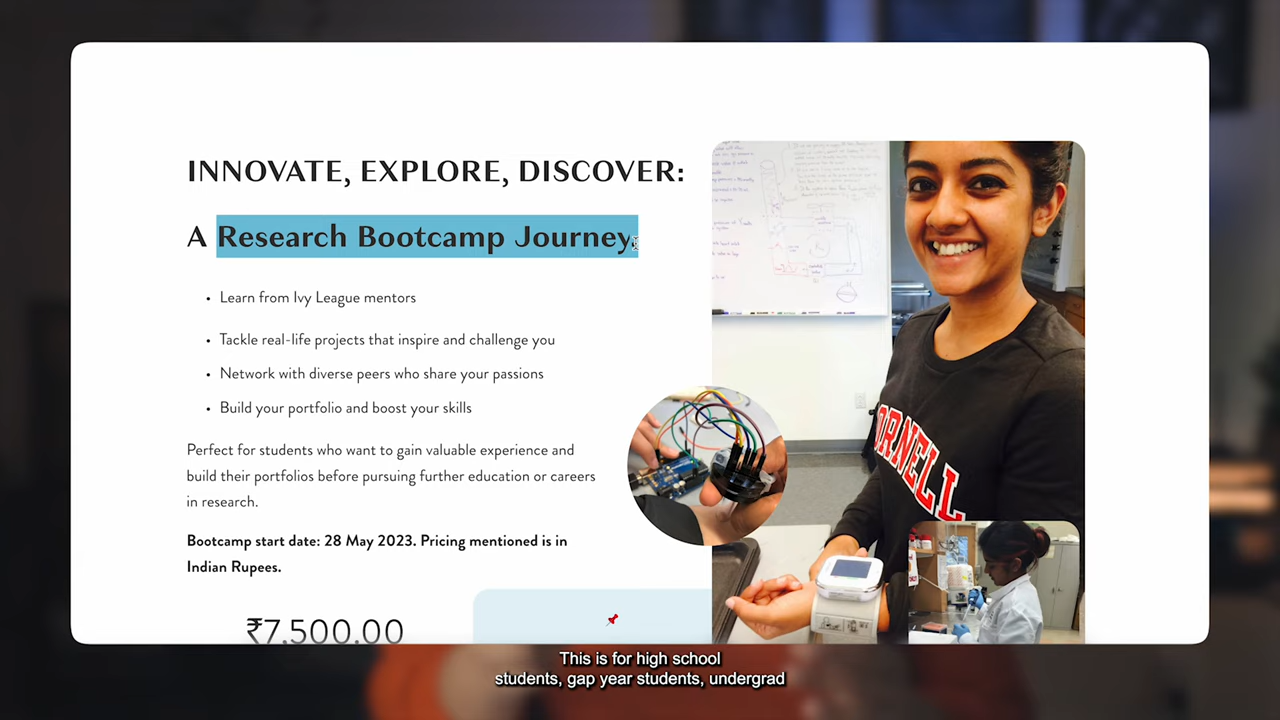 INNOVATE, EXPLORE, DISCOVER:
A Research Bootcamp Journey.
• Learn from Ivy League mentors
• Tackle real-life projects that inspire and challenge you
• Network with diverse peers who share your passions
• Build your portfolio and boost your skills
Perfect for students who want to gain valuable experience and
build their portfolios before pursuing further education or careers
in research.
Bootcamp start date: 28 May 2023. Pricing mentioned is in
Indian Rupees.
₹7,500.00
ORNELL
This is for high school
students, gap year students, undergrad